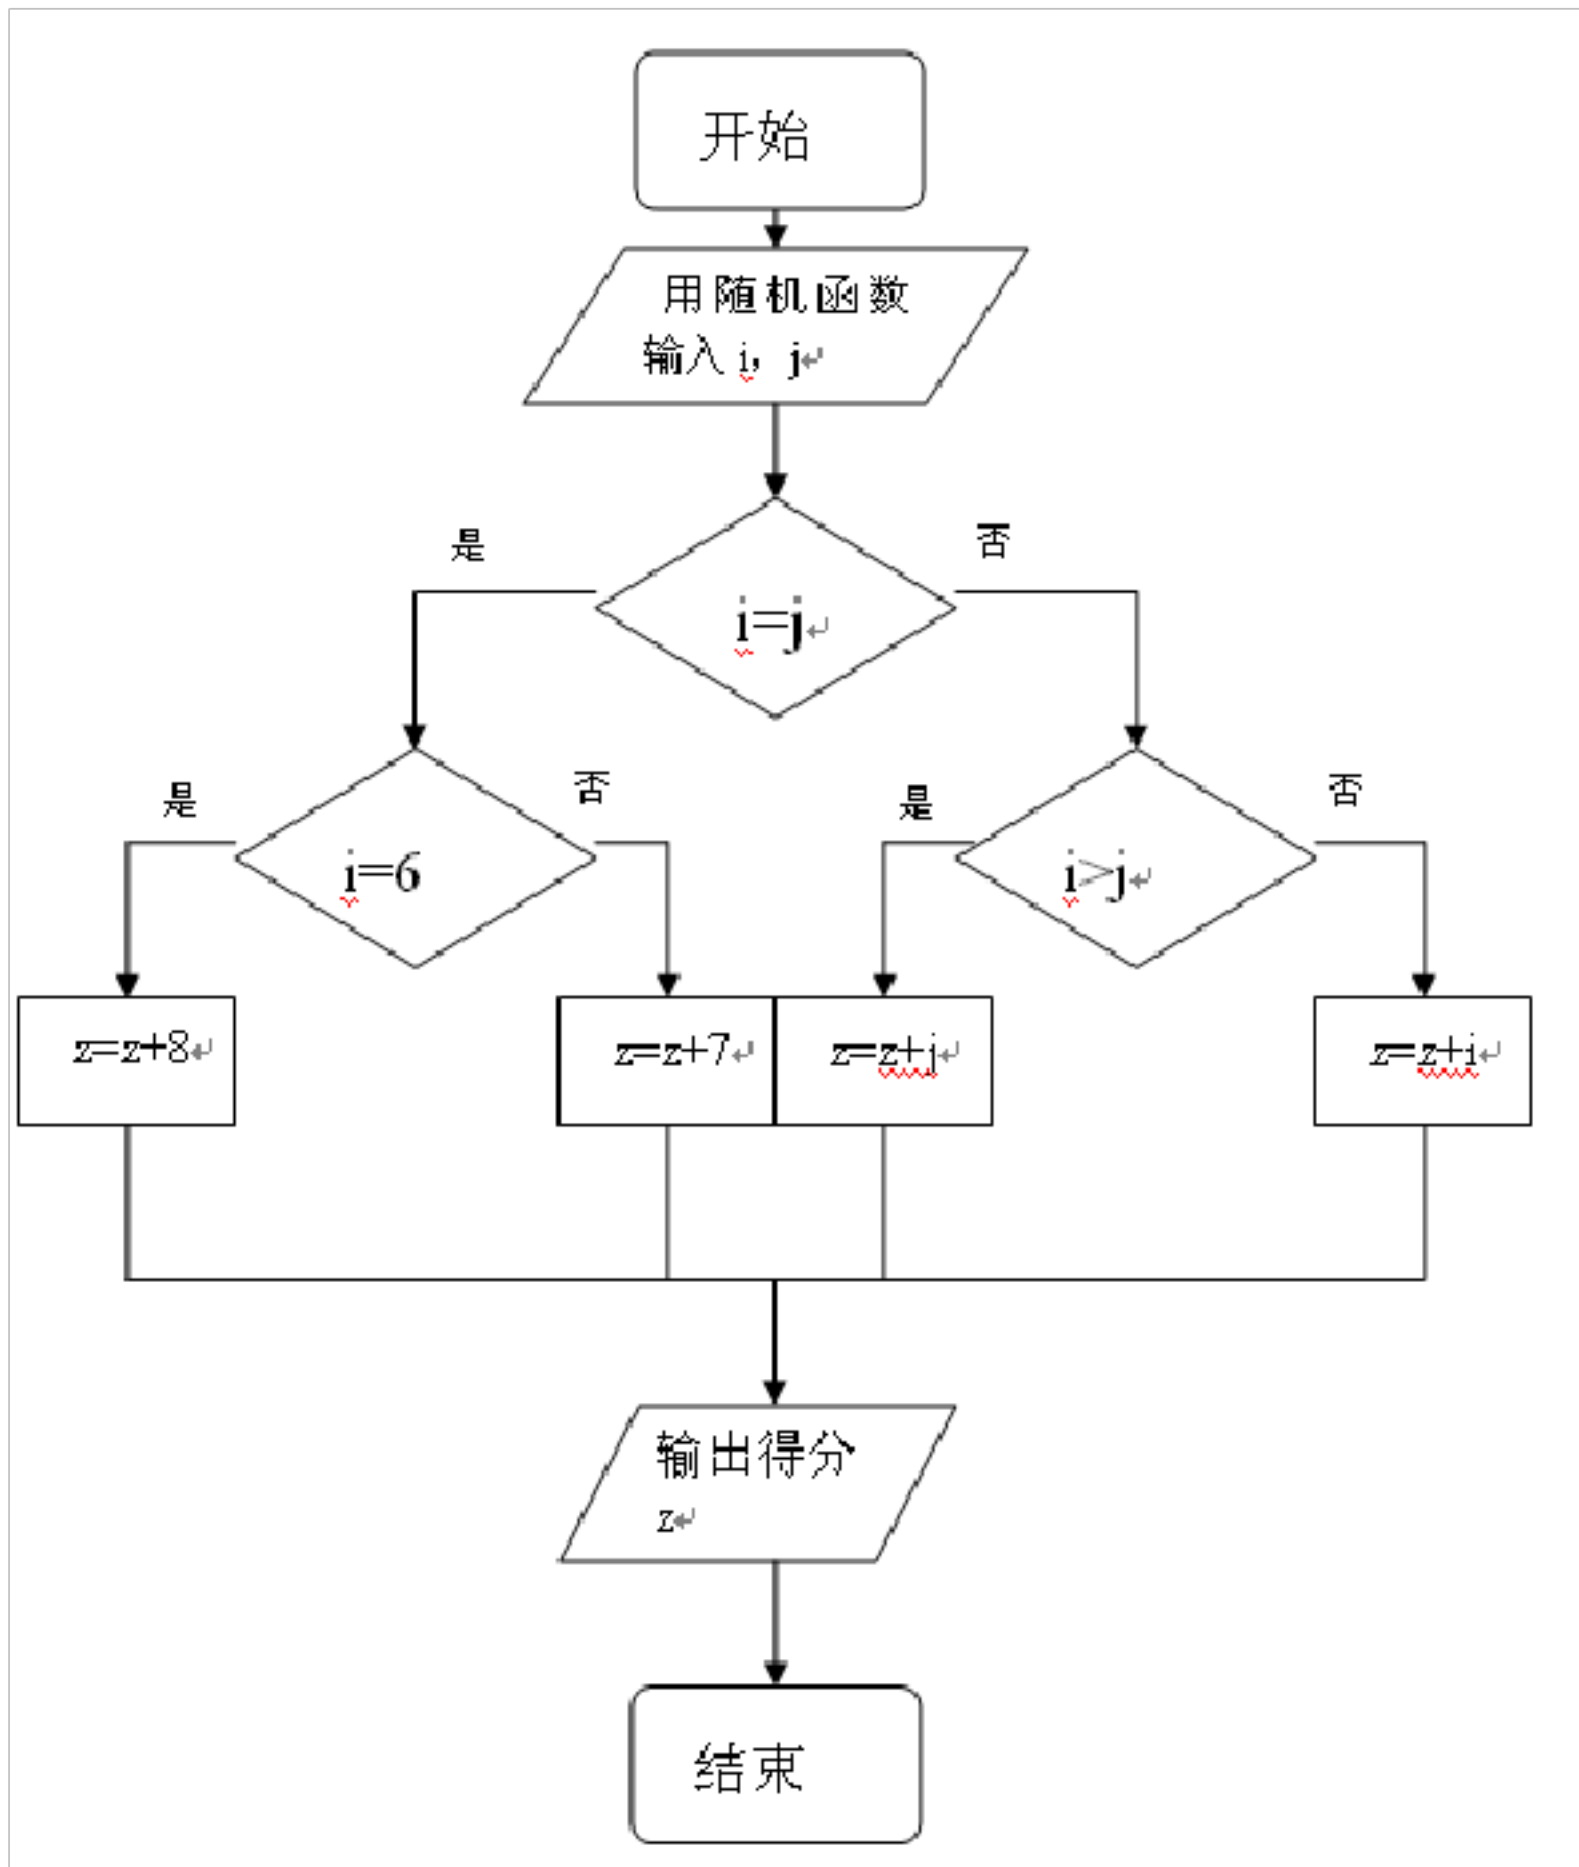 开始
用随机函数
输入 i，j
i=j
是
否
i=6
是
否
i>j
是
否
z=z+8
z=z+7
z=z+j
z=z+i
输出得分
z
结束